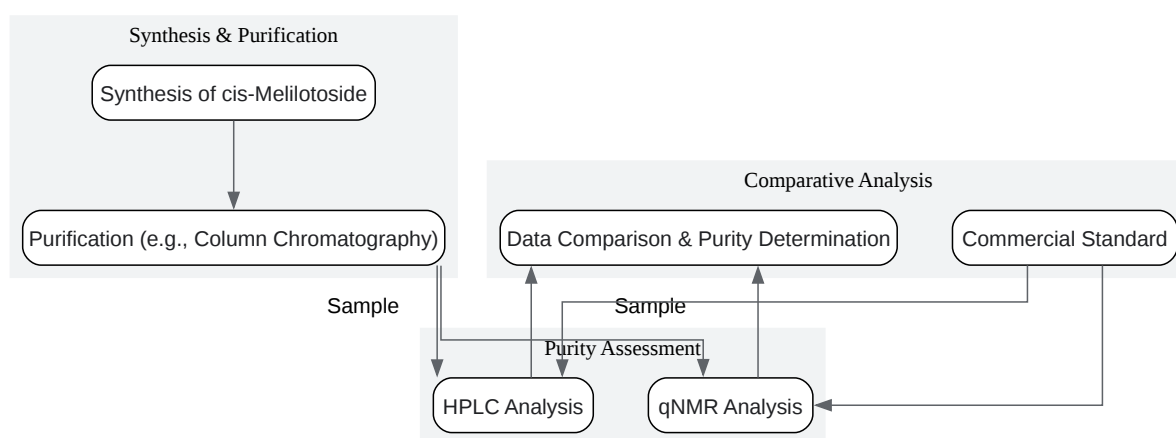 Synthesis & Purification
Synthesis of cis-Melilotoside
Comparative Analysis
Purification (e.g., Column Chromatography)
Data Comparison & Purity Determination
Commercial Standard
Sample
Sample
Purity Assessment
HPLC Analysis
qNMR Analysis